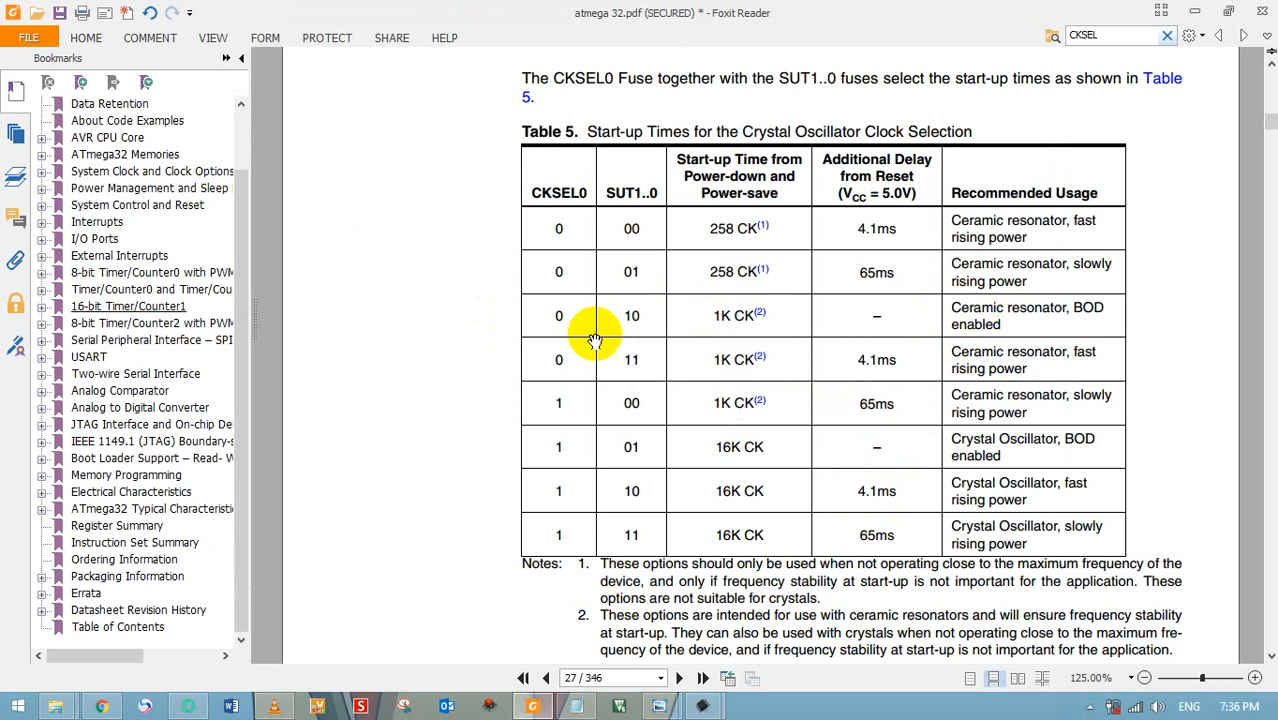 atmega 32.pdf (SECURED) * - Foxit Reader
FILE HOME COMMENT VIEW FORM PROTECT SHARE HELP
CKSEL
Bookmarks
Data Retention
About Code Examples
AVR CPU Core
ATmega32 Memories
System Clock and Clock Options
Power Management and Sleep
System Control and Reset
Interrupts
I/O Ports
External Interrupts
8-bit Timer/Counter0 with PWM
Timer/Counter0 and Timer/Cou
16-bit Timer/Counter1
8-bit Timer/Counter2 with PWM
Serial Peripheral Interface – SPI
USART
Two-wire Serial Interface
Analog Comparator
Analog to Digital Converter
JTAG Interface and On-chip De
IEEE 1149.1 (JTAG) Boundary-s
Boot Loader Support – Read- W
Memory Programming
Electrical Characteristics
ATmega32 Typical Characteristi
Register Summary
Instruction Set Summary
Ordering Information
Packaging Information
Errata
Datasheet Revision History
Table of Contents
The CKSEL0 Fuse together with the SUT1..0 fuses select the start-up times as shown in Table
5.
Table 5. Start-up Times for the Crystal Oscillator Clock Selection
CKSEL0 SUT1..0 Start-up Time from Power-down and Power-save Additional Delay from Reset (VCC = 5.0V) Recommended Usage
0 00 258 CK(1) 4.1ms Ceramic resonator, fast rising power
0 01 258 CK(1) 65ms Ceramic resonator, slowly rising power
0 10 1K CK(2) – Ceramic resonator, BOD enabled
0 11 1K CK(2) 4.1ms Ceramic resonator, fast rising power
1 00 1K CK(2) 65ms Ceramic resonator, slowly rising power
1 01 16K CK – Crystal Oscillator, BOD enabled
1 10 16K CK 4.1ms Crystal Oscillator, fast rising power
1 11 16K CK 65ms Crystal Oscillator, slowly rising power
Notes: 1. These options should only be used when not operating close to the maximum frequency of the
device, and only if frequency stability at start-up is not important for the application. These
options are not suitable for crystals.
2. These options are intended for use with ceramic resonators and will ensure frequency stability
at start-up. They can also be used with crystals when not operating close to the maximum fre-
quency of the device, and if frequency stability at start-up is not important for the application.
27 / 346
125.00%
ENG 7:36 PM